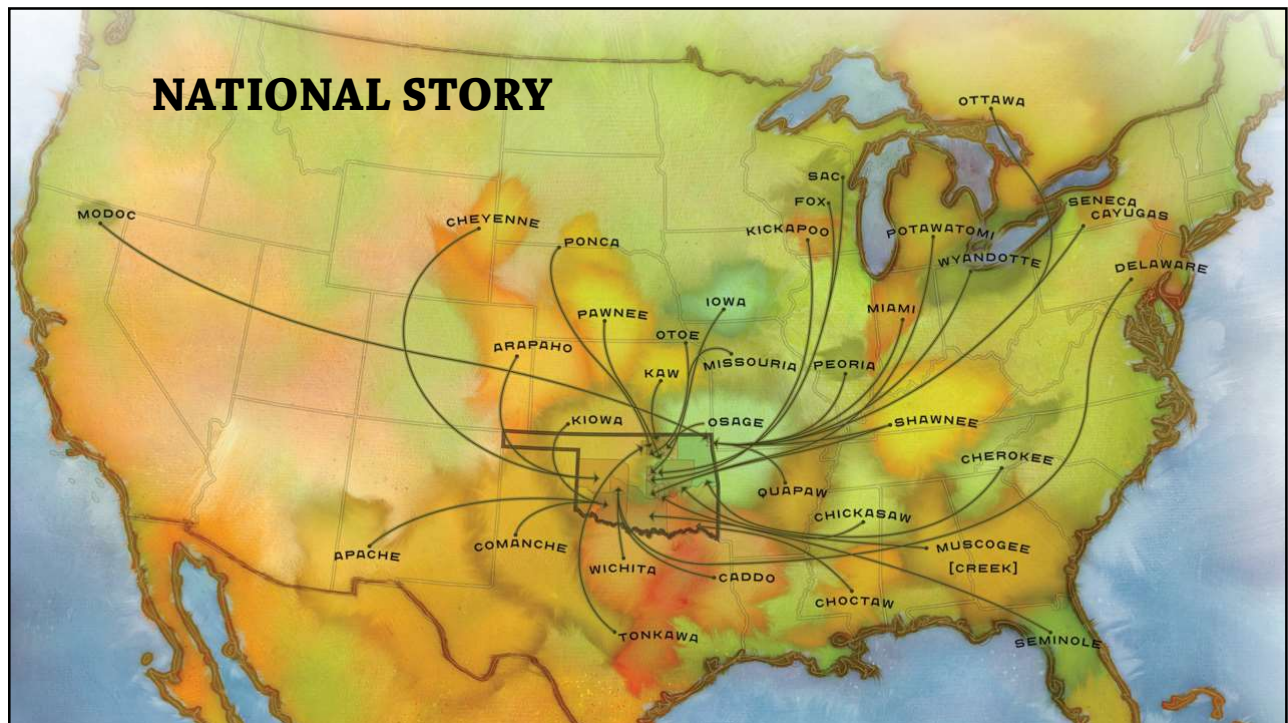 NATIONAL STORY
OTTAWA
SAC
FOX
SENECA
CAYUGAS
MODOC
CHEYENNE
KICKAPOO
POTAWATOMI
PONCA
WYANDOTTE
DELAWARE
IOWA
MIAMI
PAWNEE
OTOE
ARAPAHO
MISSOURIA
PEORIA
KAW
KIOWA
OSAGE
SHAWNEE
CHEROKEE
QUAPAW
CHICKASAW
APACHE
COMANCHE
MUSCOGEE
[CREEK]
WICHITA
CADDO
CHOCTAW
TONKAWA
SEMINOLE